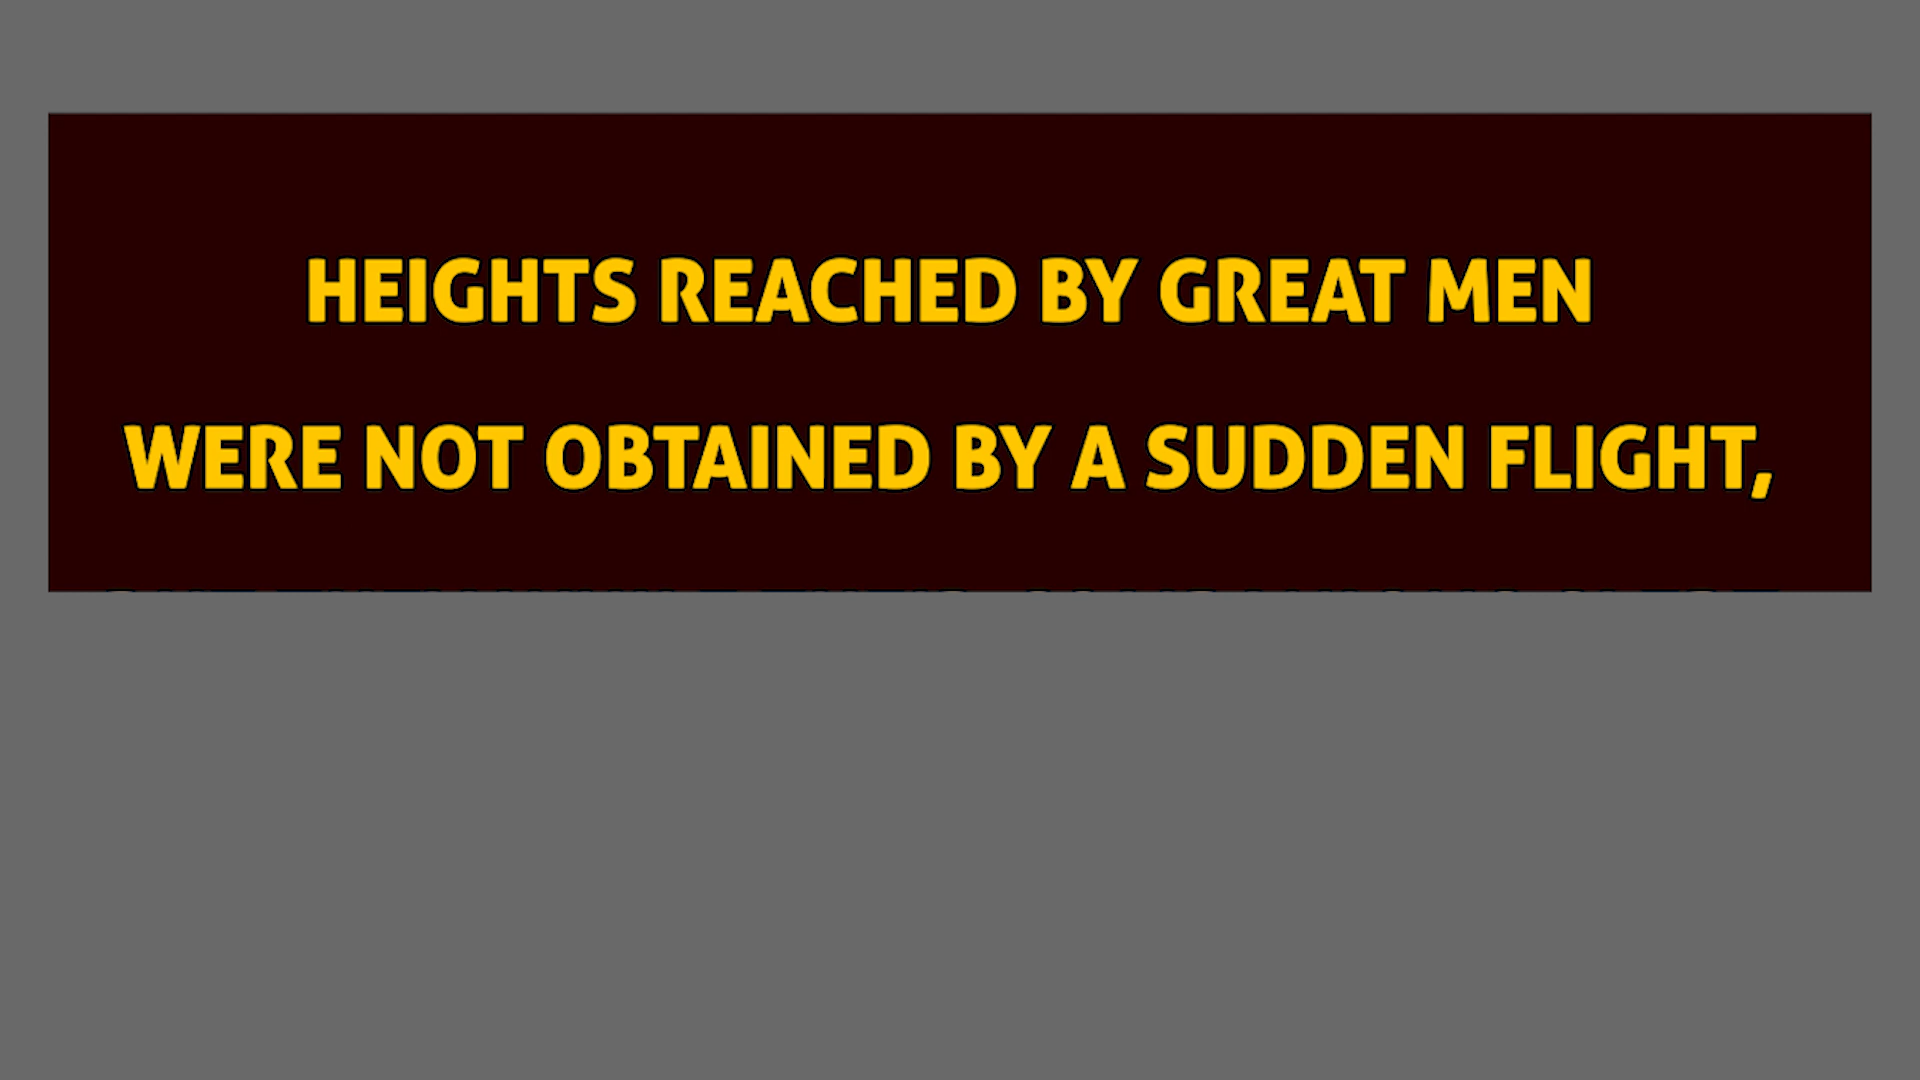 HEIGHTS REACHED BY GREAT MEN
WERE NOT OBTAINED BY A SUDDEN FLIGHT,